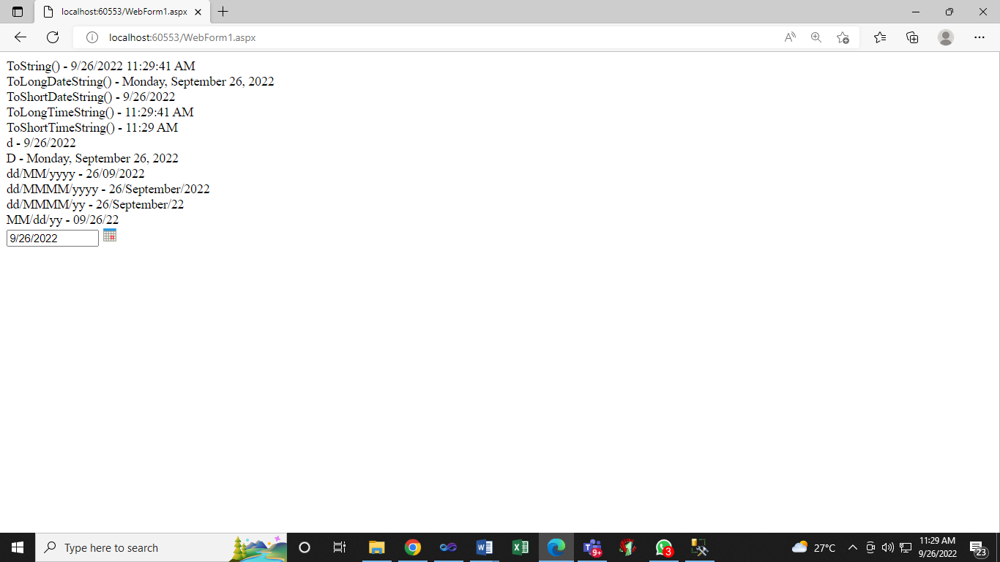 localhost:60553/WebForm1.aspx
localhost:60553/WebForm1.aspx
ToString() - 9/26/2022 11:29:41 AM
ToLongDateString() - Monday, September 26, 2022
ToShortDateString() - 9/26/2022
ToLongTimeString() - 11:29:41 AM
ToShortTimeString() - 11:29 AM
d - 9/26/2022
D - Monday, September 26, 2022
dd/MM/yyyy - 26/09/2022
dd/MMMM/yyyy - 26/September/2022
dd/MMMM/yy - 26/September/22
MM/dd/yy - 09/26/22
9/26/2022
Type here to search
9+
3
27°C
11:29 AM
9/26/2022
23